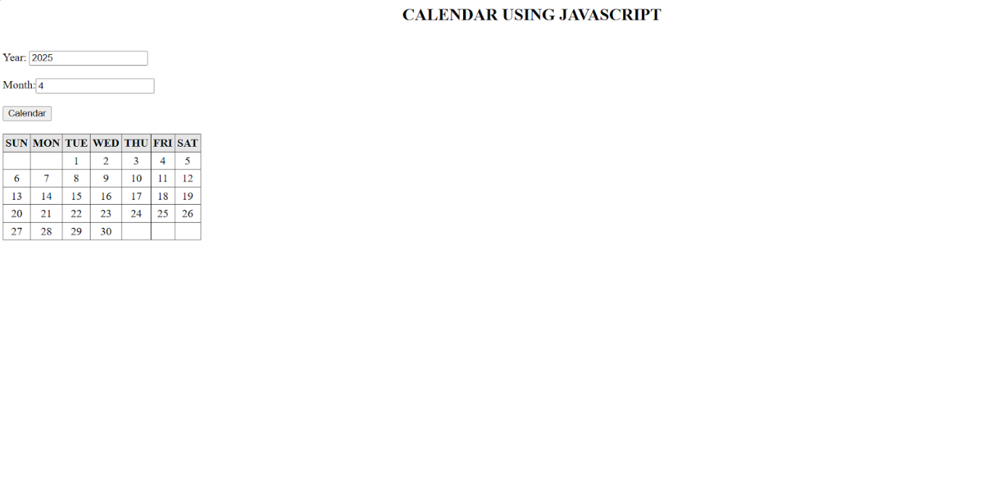 CALENDAR USING JAVASCRIPT
Year: 2025
Month: 4
Calendar
SUN MON TUE WED THU FRI SAT
1 2 3 4 5
6 7 8 9 10 11 12
13 14 15 16 17 18 19
20 21 22 23 24 25 26
27 28 29 30